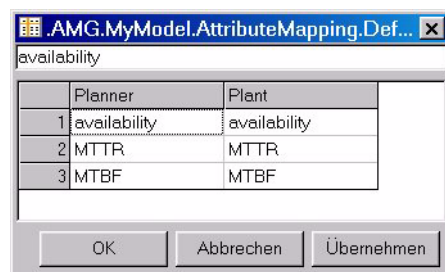 .AMG.MyModel.AttributeMapping.Def...
availability
Planner Plant
1 availability availability
2 MTTR MTTR
3 MTBF MTBF
OK Abbrechen Übernehmen